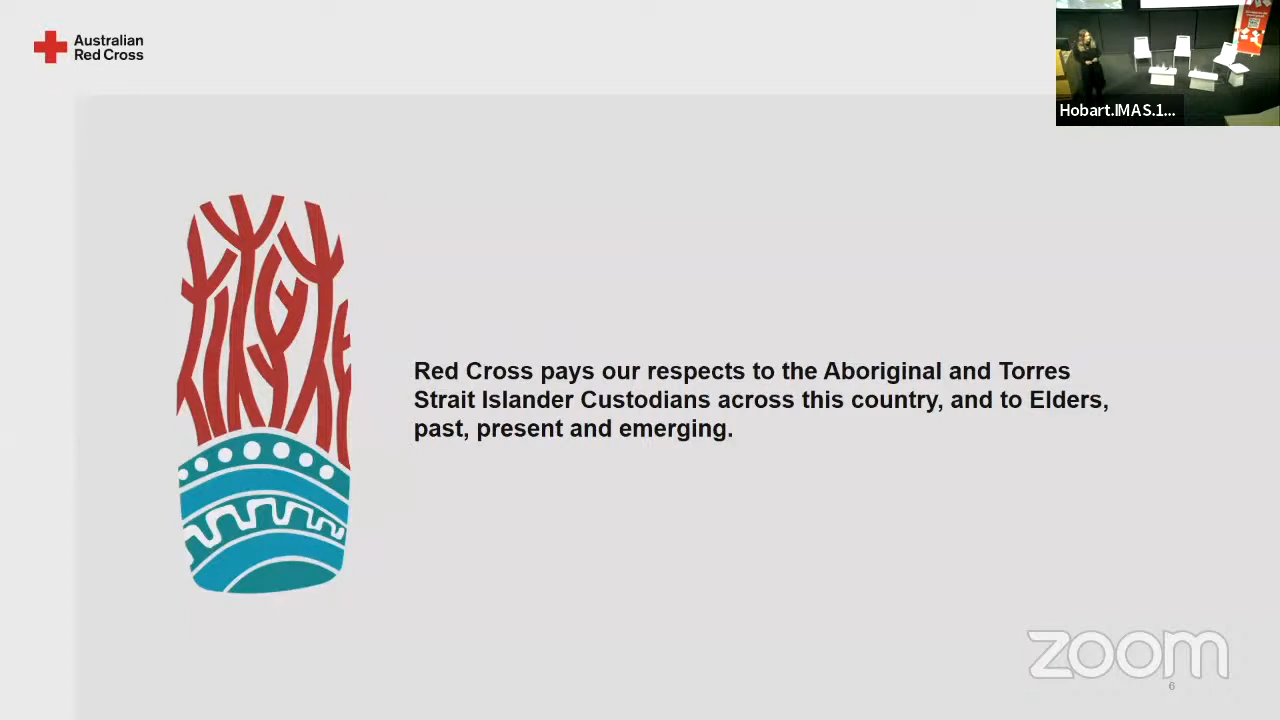 Australian
Red Cross
Hobart.IMAS.1...
Red Cross pays our respects to the Aboriginal and Torres
Strait Islander Custodians across this country, and to Elders,
past, present and emerging.
zoom
6